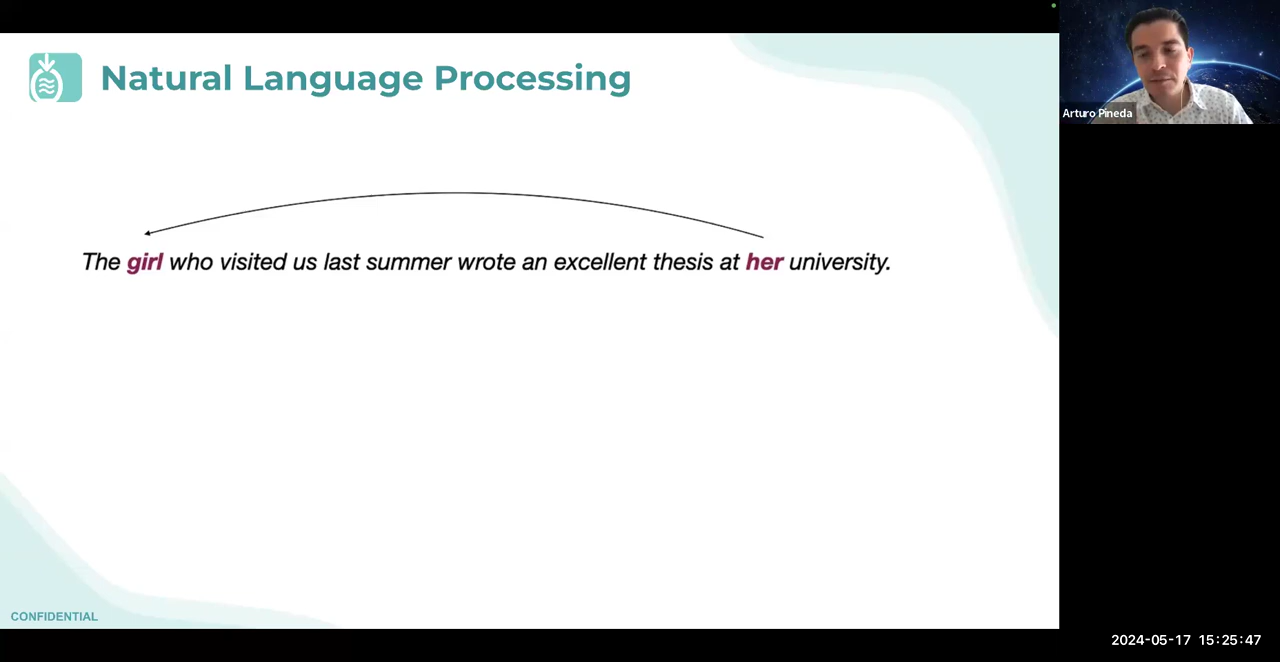 Natural Language Processing
Arturo Pineda
The girl who visited us last summer wrote an excellent thesis at her university.
CONFIDENTIAL
2024-05-17 15:25:47